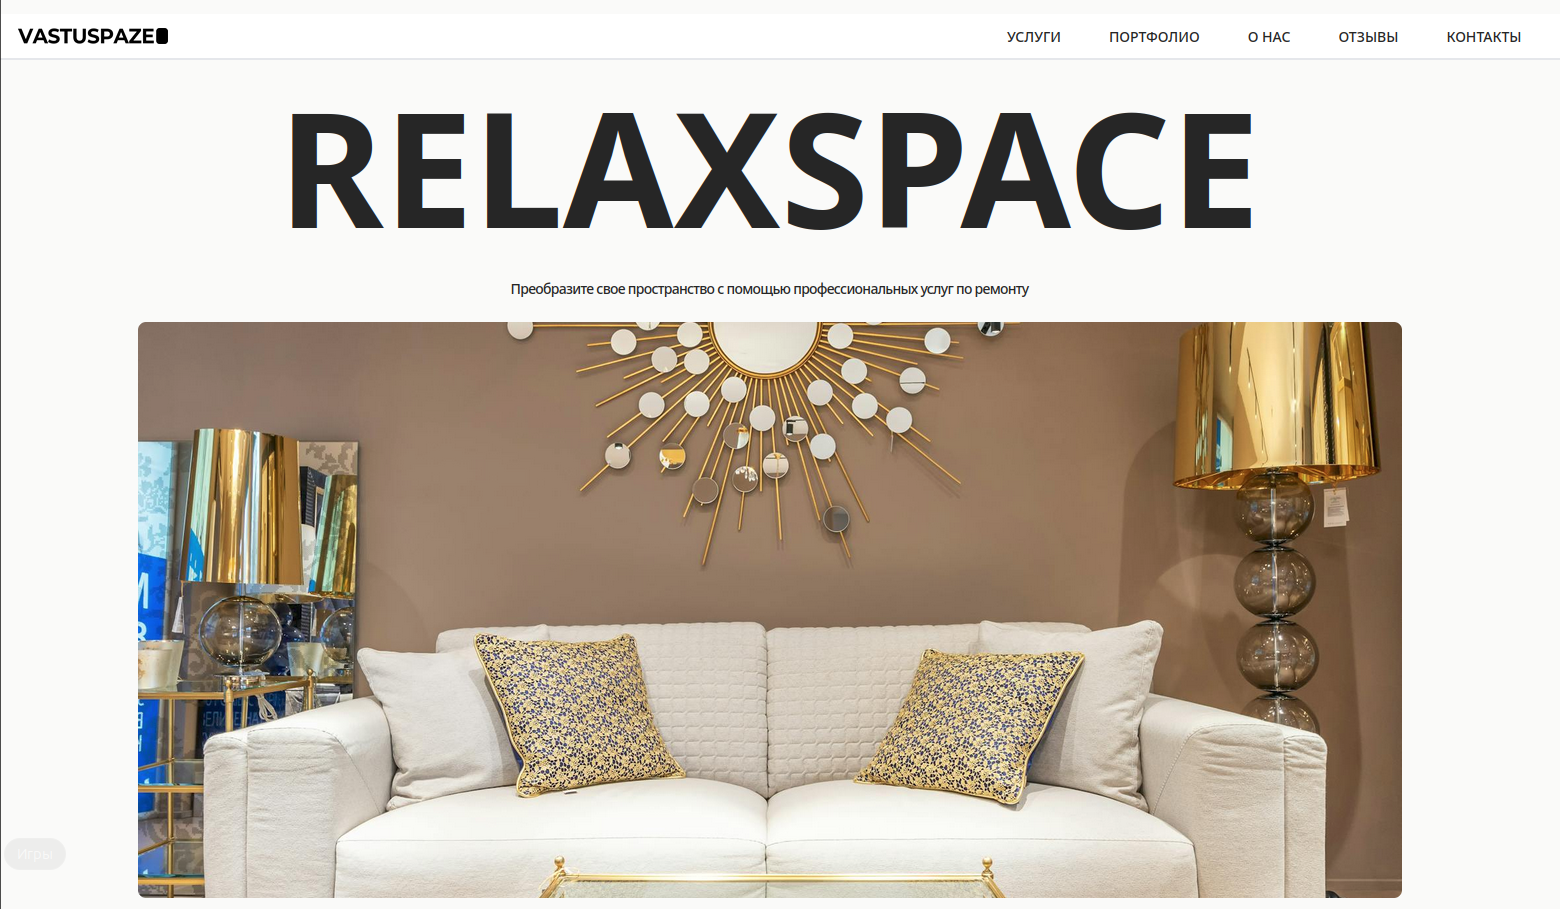 VASTUSPAZE
УСЛУГИ
ПОРТФОЛИО
О НАС
ОТЗЫВЫ
КОНТАКТЫ
RELAXSPACE
Преобразите свое пространство с помощью профессиональных услуг по ремонту
Игры